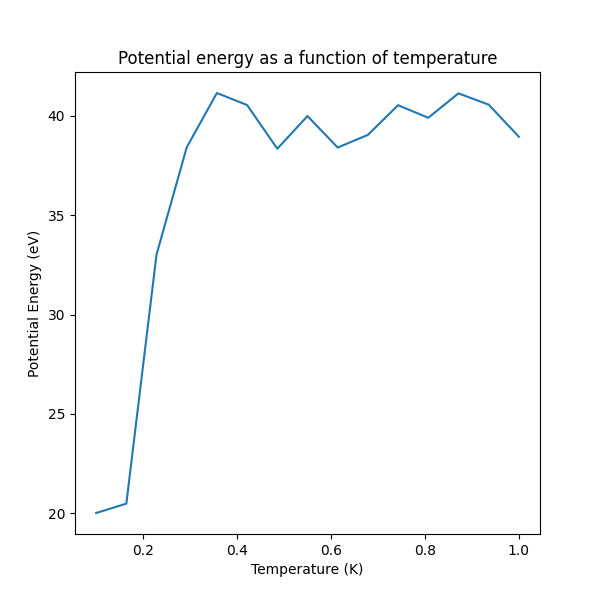 Potential energy as a function of temperature
40
35
30
25
20
Potential Energy (eV)
0.2 0.4 0.6 0.8 1.0
Temperature (K)